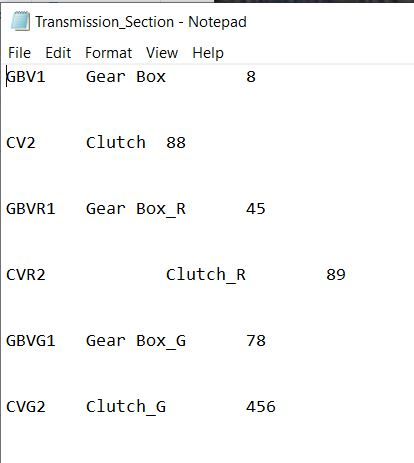 Transmission_Section - Notepad
File Edit Format View Help
GBV1 Gear Box 8
CV2 Clutch 88
GBVR1 Gear Box_R 45
CVR2 Clutch_R 89
GBVG1 Gear Box_G 78
CVG2 Clutch_G 456